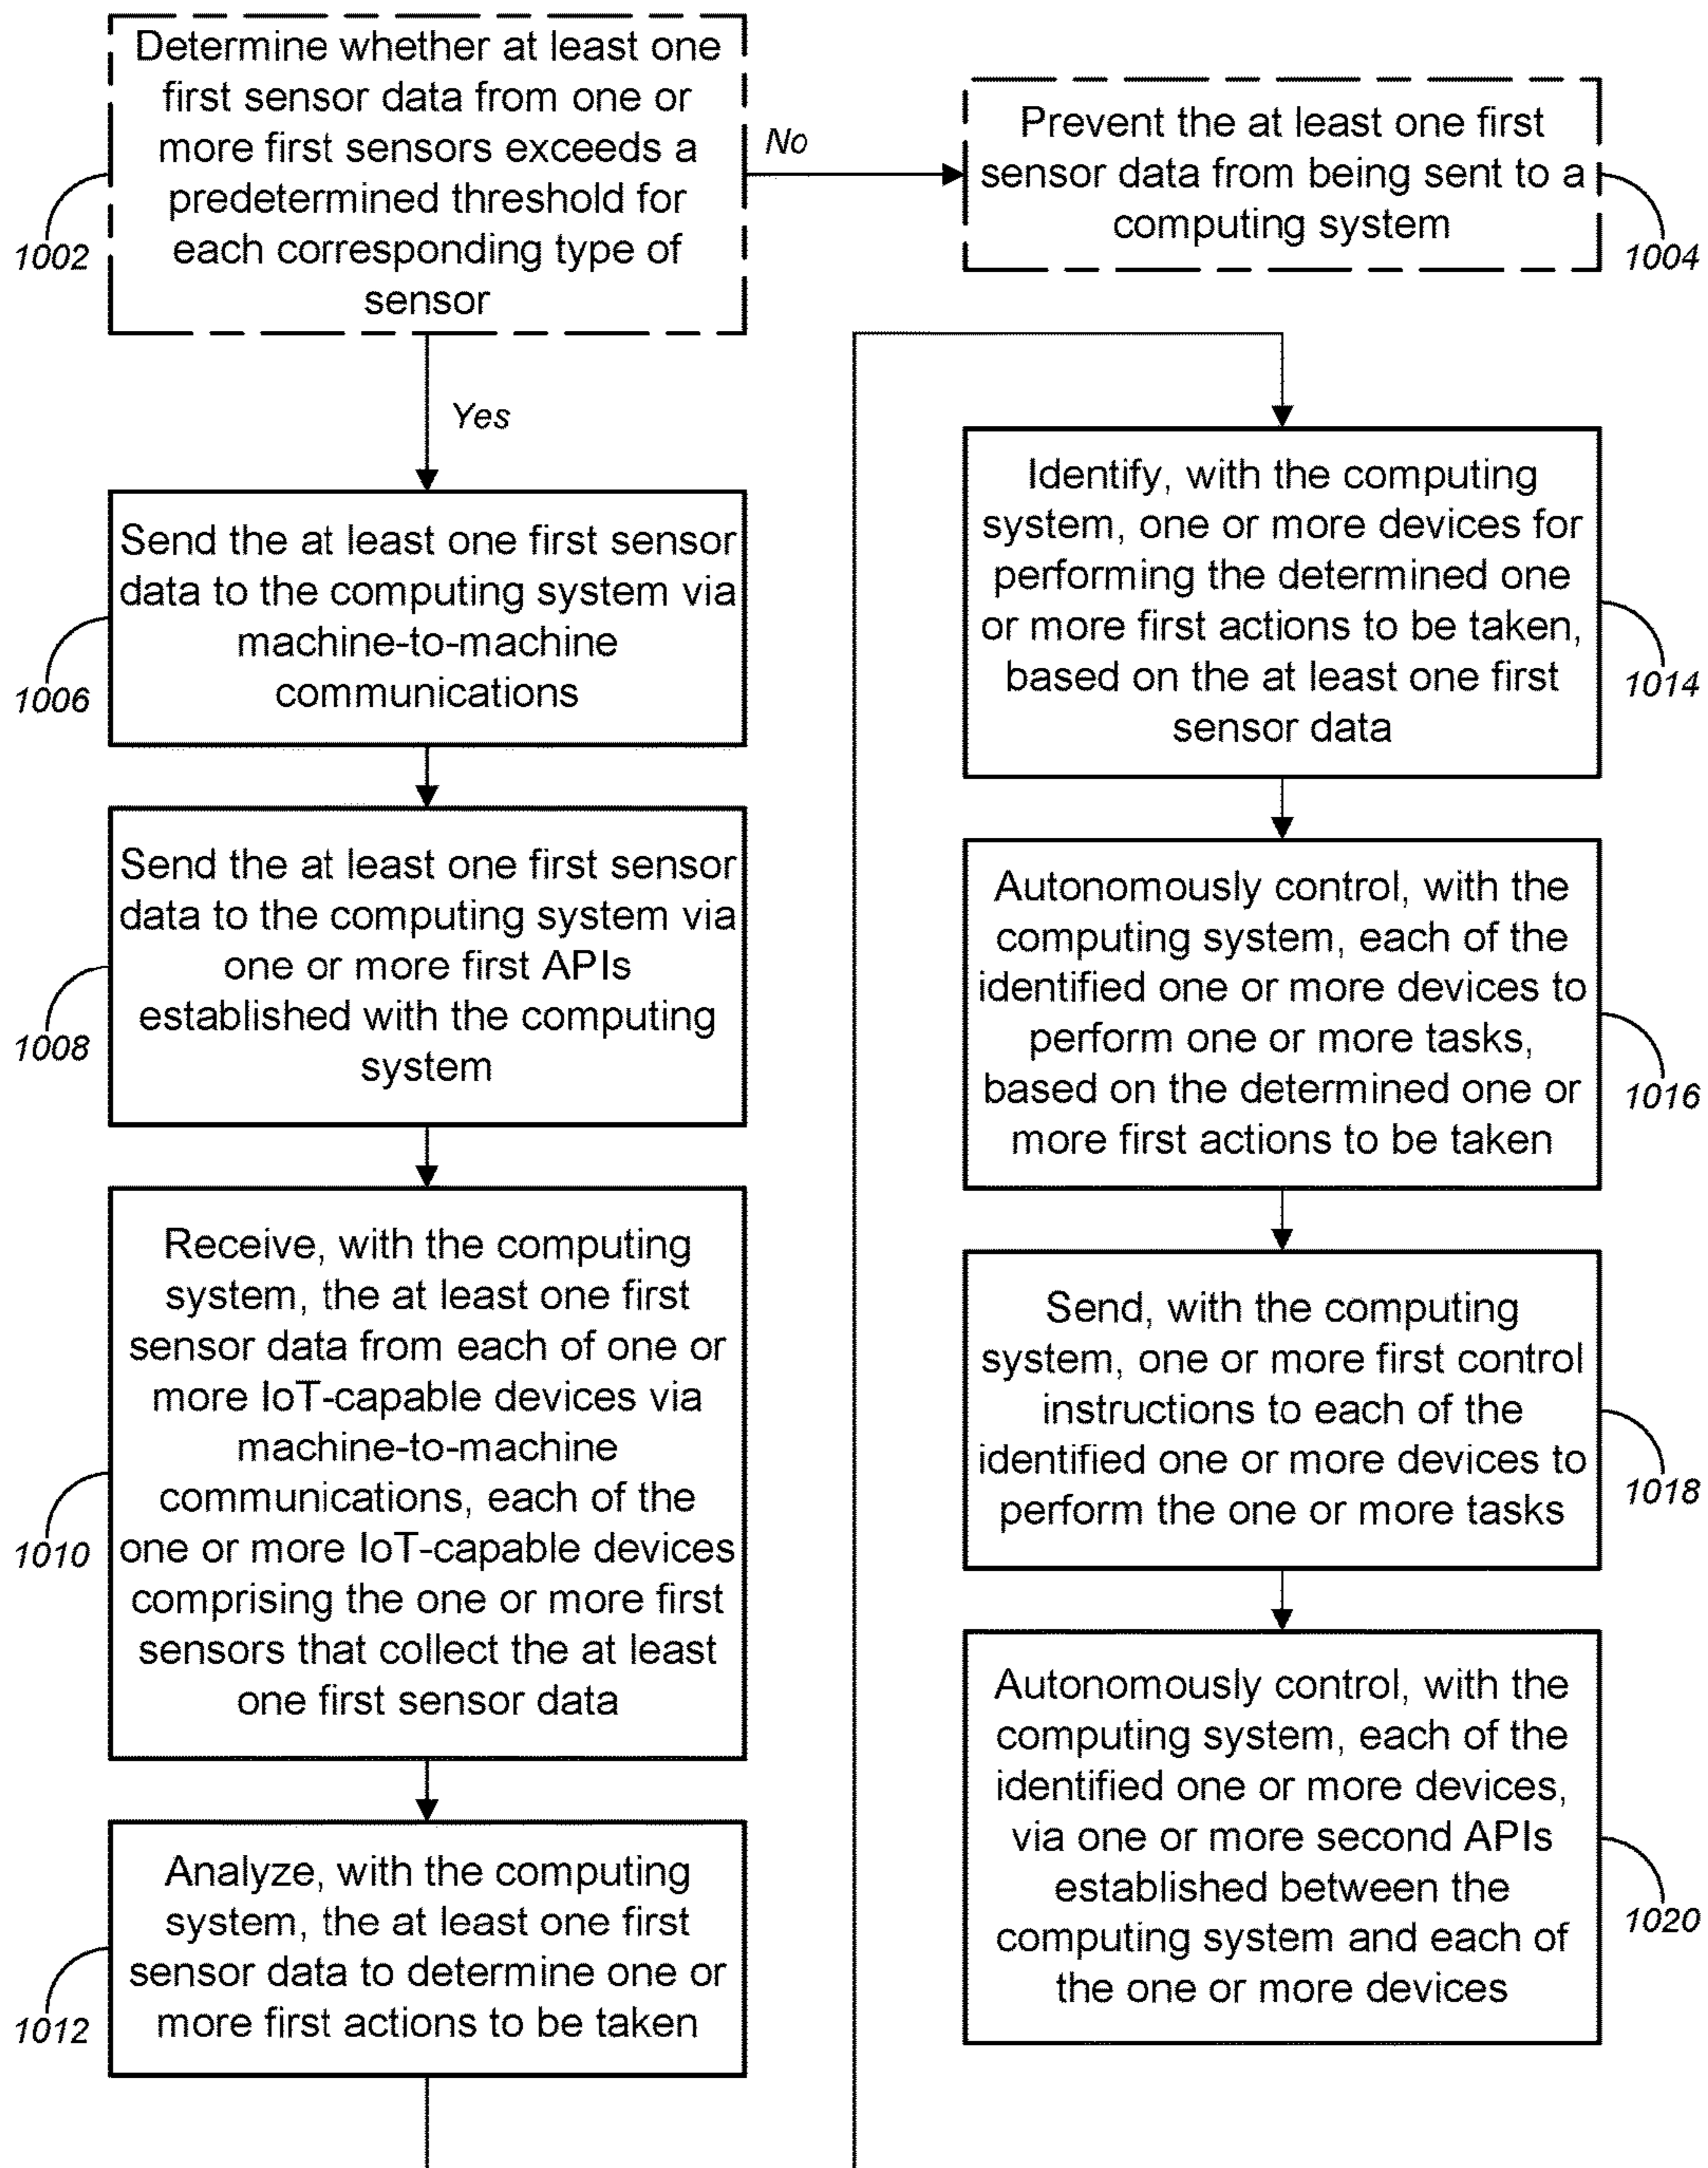 Determine whether at least one
first sensor data from one or
more first sensors exceeds a
predetermined threshold for
each corresponding type of
sensor
1002
No
Prevent the at least one first
sensor data from being sent to a
computing system
1004
Yes
Send the at least one first sensor
data to the computing system via
machine-to-machine
communications
1006
Send the at least one first sensor
data to the computing system via
one or more first APIs
established with the computing
system
1008
Receive, with the computing
system, the at least one first
sensor data from each of one or
more IoT-capable devices via
machine-to-machine
communications, each of the
one or more IoT-capable devices
comprising the one or more first
sensors that collect the at least
one first sensor data
1010
Analyze, with the computing
system, the at least one first
sensor data to determine one or
more first actions to be taken
1012
Identify, with the computing
system, one or more devices for
performing the determined one
or more first actions to be taken,
based on the at least one first
sensor data
1014
Autonomously control, with the
computing system, each of the
identified one or more devices to
perform one or more tasks,
based on the determined one or
more first actions to be taken
1016
Send, with the computing
system, one or more first control
instructions to each of the
identified one or more devices to
perform the one or more tasks
1018
Autonomously control, with the
computing system, each of the
identified one or more devices,
via one or more second APIs
established between the
computing system and each of
the one or more devices
1020